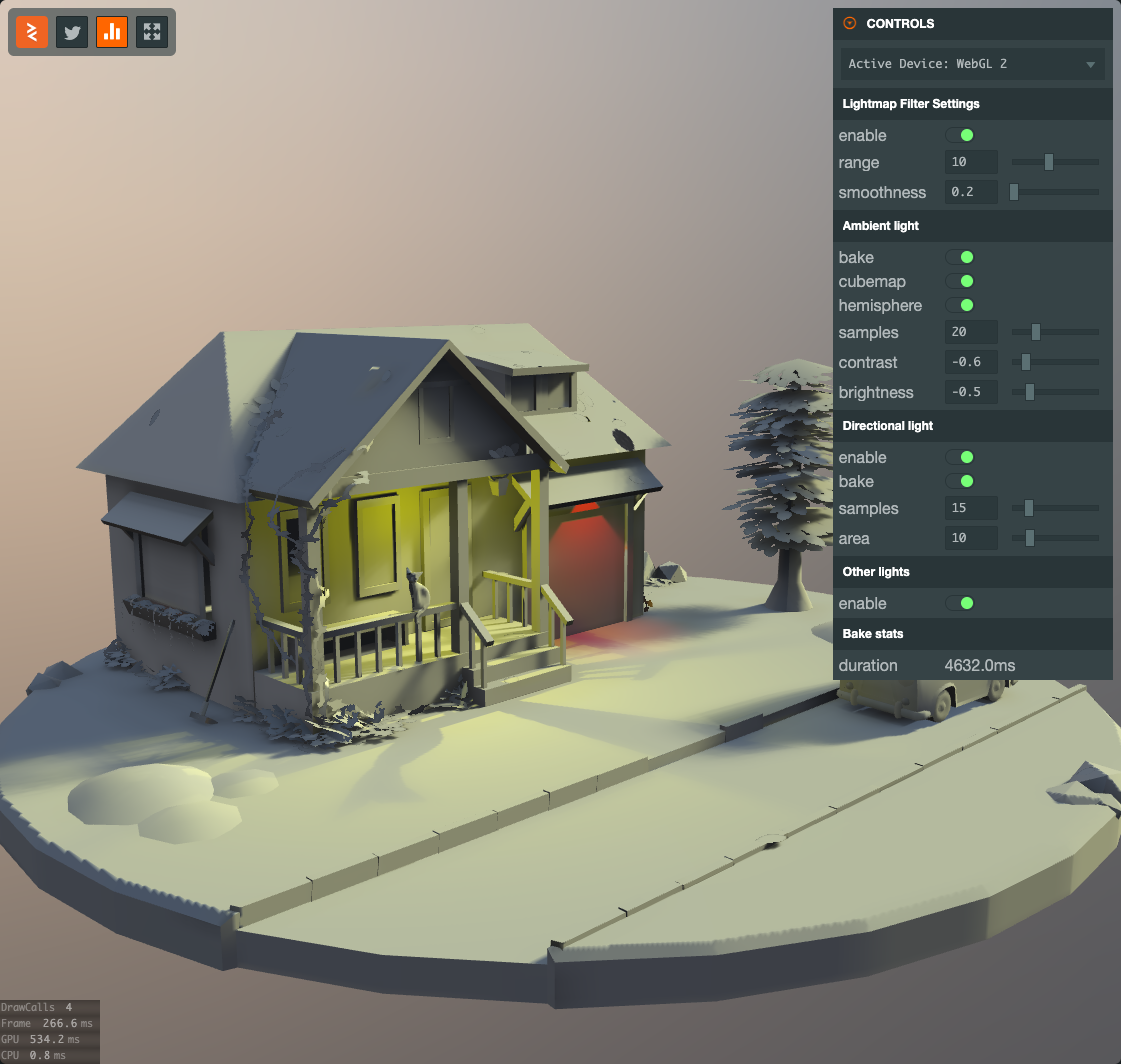 CONTROLS
Active Device: WebGL 2
Lightmap Filter Settings
enable
range 10
smoothness 0.2
Ambient light
bake
cubemap
hemisphere
samples 20
contrast -0.6
brightness -0.5
Directional light
enable
bake
samples 15
area 10
Other lights
enable
Bake stats
duration 4632.0ms
DrawCalls 4
Frame 266.6 ms
GPU 534.2 ms
CPU 0.8 ms